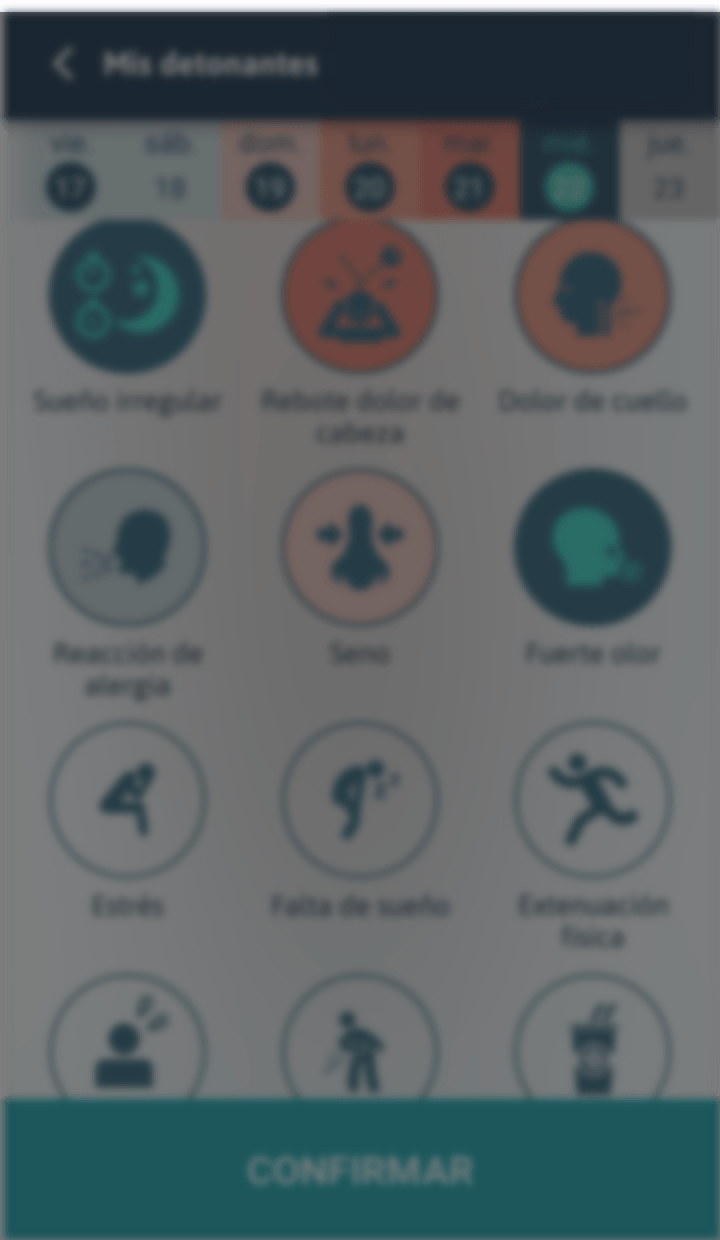 Mis detonantes
vie. sáb. dom. lun. mar. mié. jue.
17 18 19 20 21 22 23
Sueño irregular Rebote dolor de Dolor de cuello
cabeza
Reacción de Seno Fuerte olor
alergia
Estrés Falta de sueño Extenuación
física
CONFIRMAR